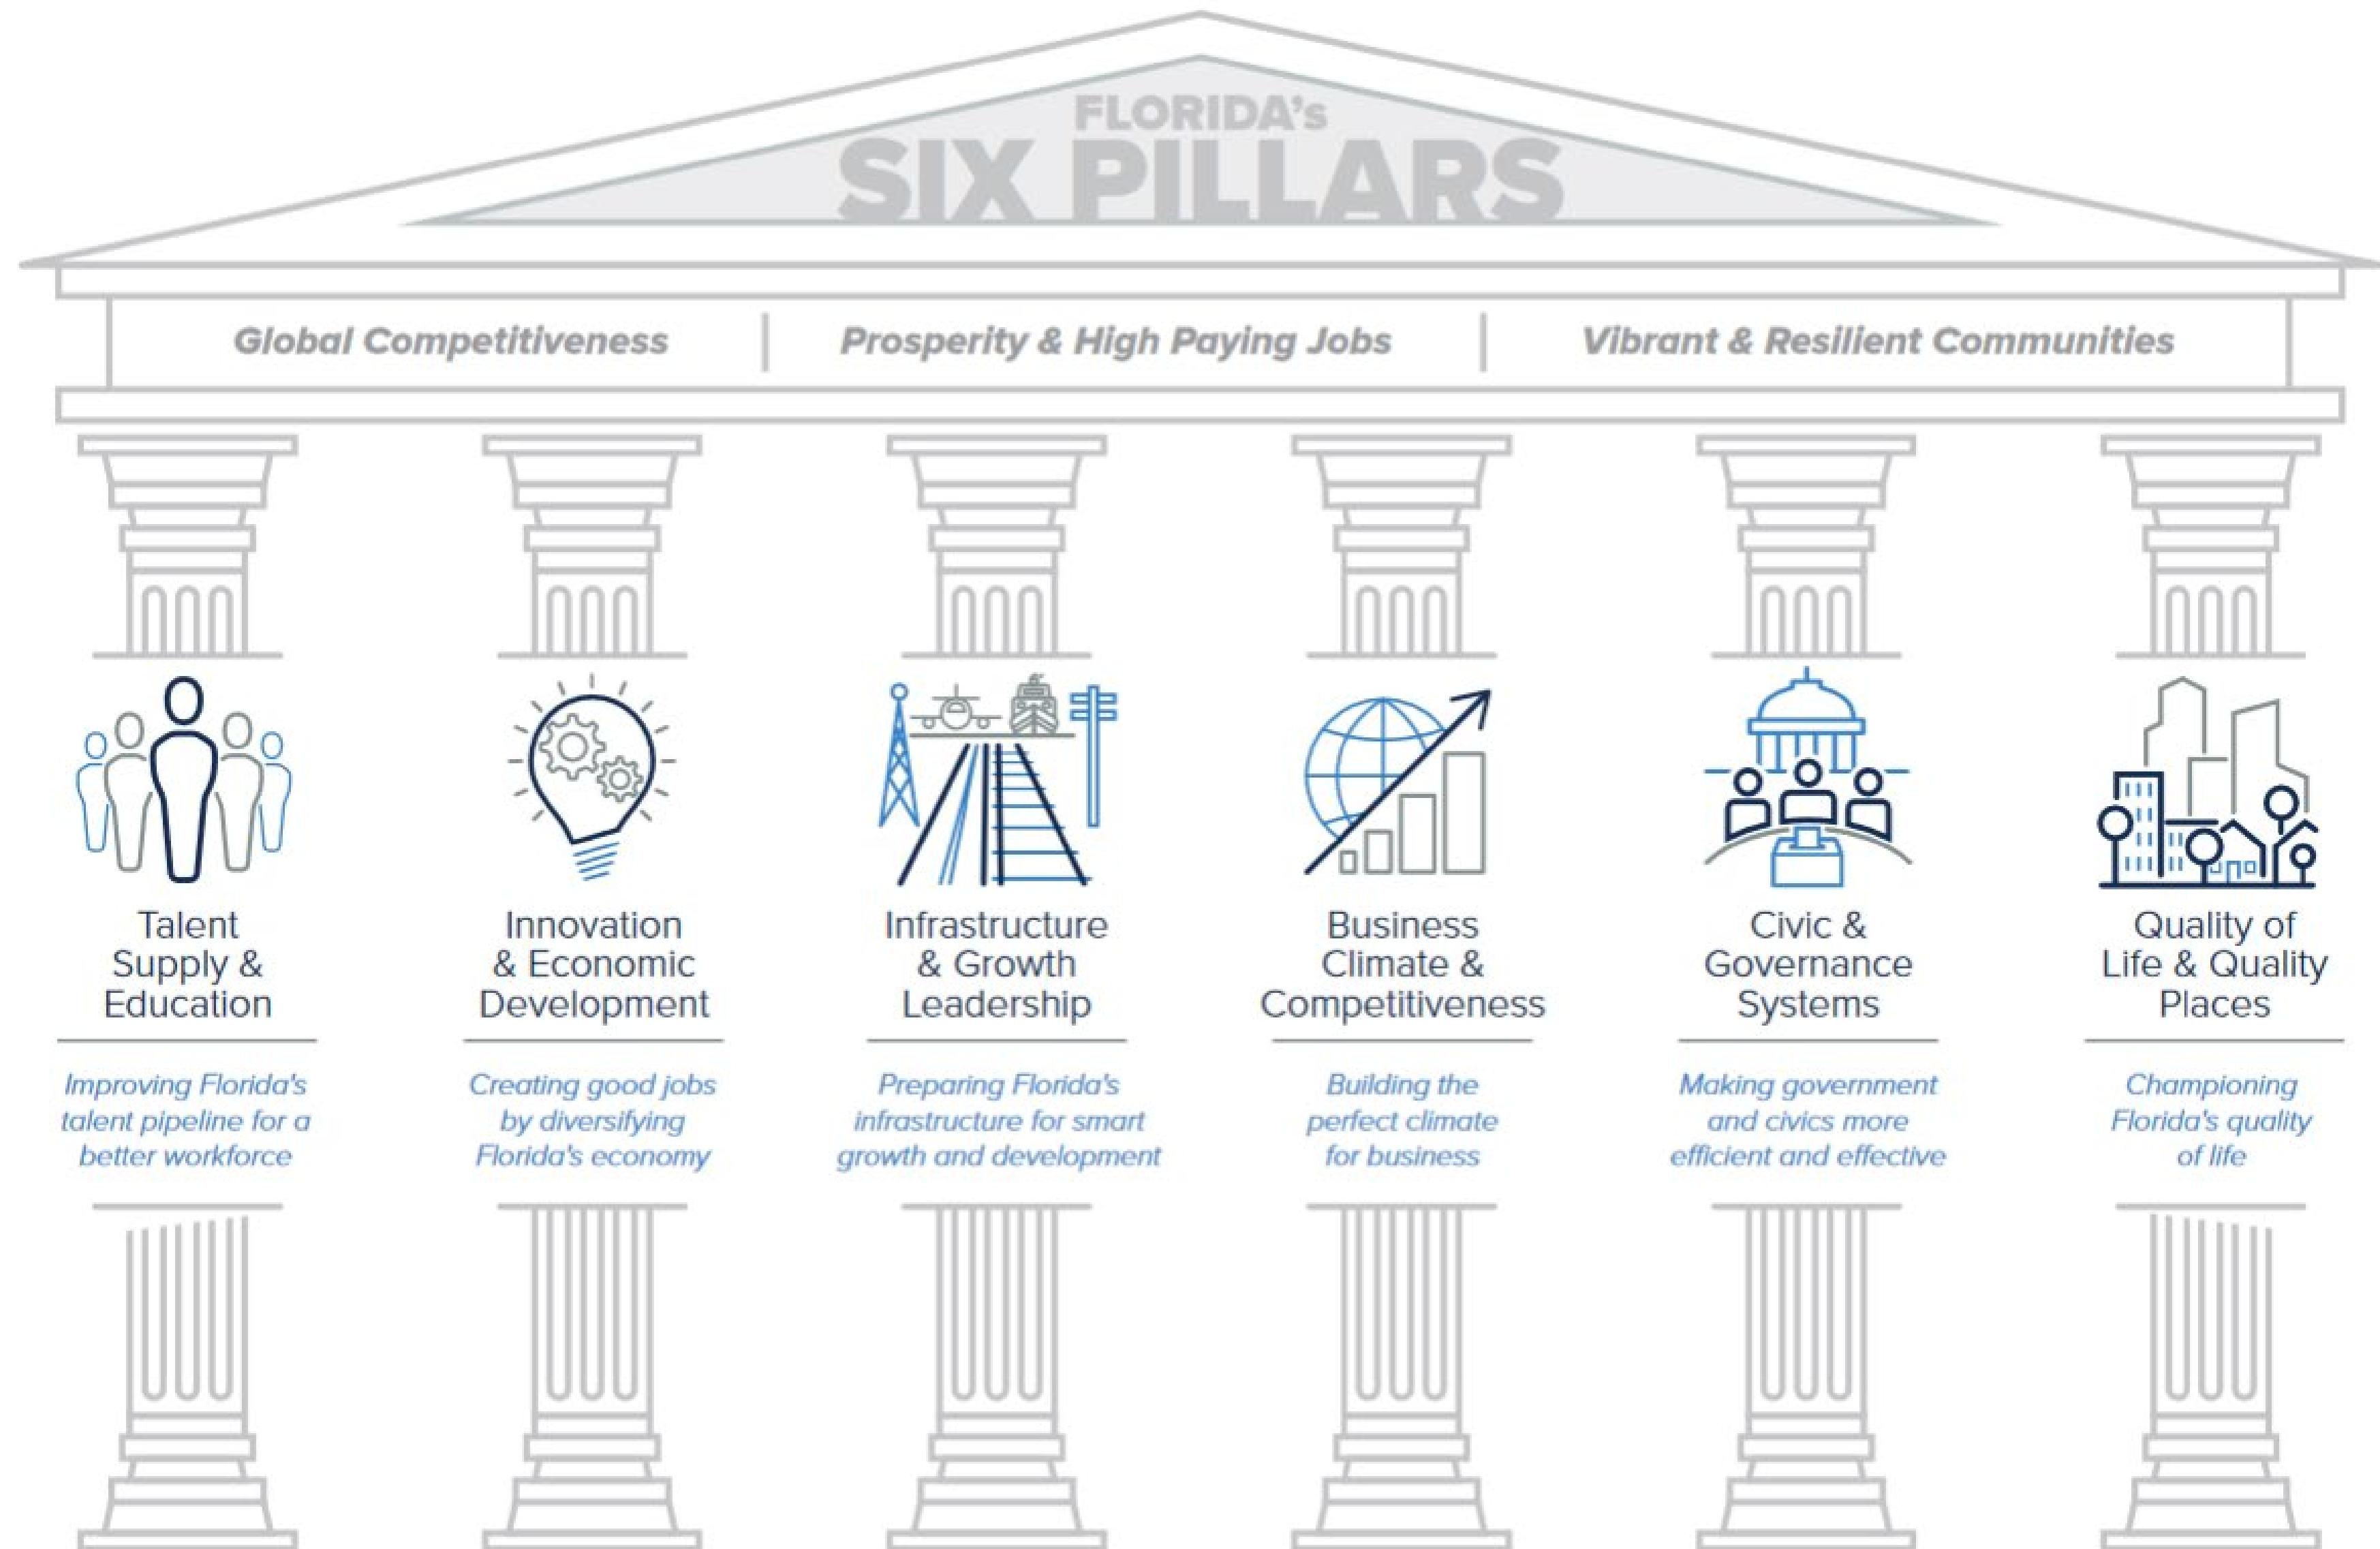 FLORIDA's
SIX PILLARS
Global Competitiveness | Prosperity & High Paying Jobs | Vibrant & Resilient Communities
Talent
Supply &
Education
Improving Florida's
talent pipeline for a
better workforce
Innovation
& Economic
Development
Creating good jobs
by diversifying
Florida's economy
Infrastructure
& Growth
Leadership
Preparing Florida's
infrastructure for smart
growth and development
Business
Climate &
Competitiveness
Building the
perfect climate
for business
Civic &
Governance
Systems
Making government
and civics more
efficient and effective
Quality of
Life & Quality
Places
Championing
Florida's quality
of life